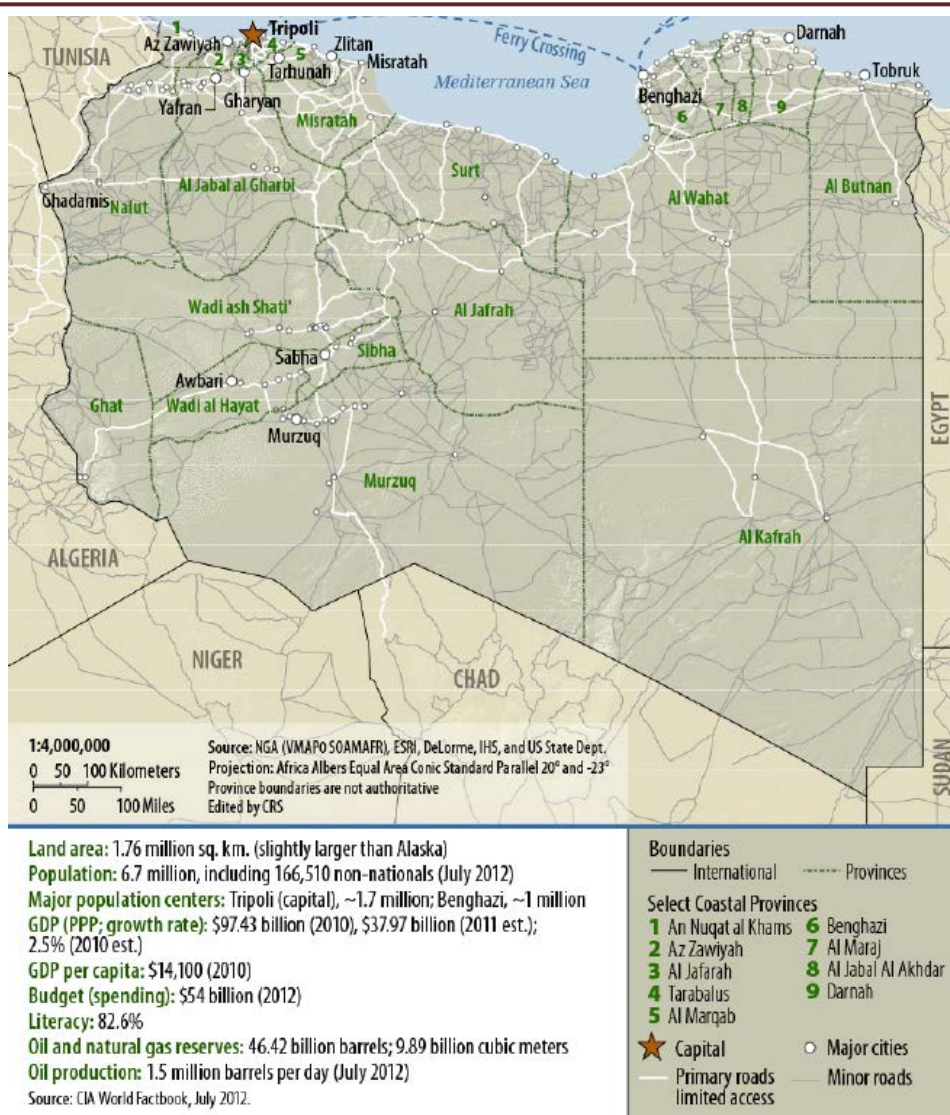 Tripoli
1
Az Zawiyah
4
Zlitan
Ferry Crossing
Darnah
TUNISIA
2
3
5
Misratah
Mediterranean Sea
Tarhunah
Tobruk
Yafran
Gharyan
Benghazi
6
7
8
9
Misratah
Surt
Al Jabal al Gharbi
Al Wahat
Al Butnan
Ghadamis
Nalut
Wadi ash Shati'
Al Jafrah
Sabha
Sibha
Awbari
Ghat
Wadi al Hayat
EGYPT
Murzuq
Murzuq
Al Kafrah
ALGERIA
NIGER
CHAD
SUDAN
1:4,000,000
0 50 100 Kilometers
0 50 100 Miles
Source: NGA (VMAP0 SOAMAFR), ESRI, DeLorme, IHS, and US State Dept.
Projection: Africa Albers Equal Area Conic Standard Parallel 20° and -23°
Province boundaries are not authoritative
Edited by CRS
Land area: 1.76 million sq. km. (slightly larger than Alaska)
Population: 6.7 million, including 166,510 non-nationals (July 2012)
Major population centers: Tripoli (capital), ~1.7 million; Benghazi, ~1 million
GDP (PPP; growth rate): $97.43 billion (2010), $37.97 billion (2011 est.);
2.5% (2010 est.)
GDP per capita: $14,100 (2010)
Budget (spending): $54 billion (2012)
Literacy: 82.6%
Oil and natural gas reserves: 46.42 billion barrels; 9.89 billion cubic meters
Oil production: 1.5 million barrels per day (July 2012)
Source: CIA World Factbook, July 2012.
Boundaries
International
Provinces
Select Coastal Provinces
1 An Nuqat al Khams
2 Az Zawiyah
3 Al Jafarah
4 Tarabalus
5 Al Marqab
6 Benghazi
7 Al Maraj
8 Al Jabal Al Akhdar
9 Darnah
Capital
Major cities
Primary roads
limited access
Minor roads